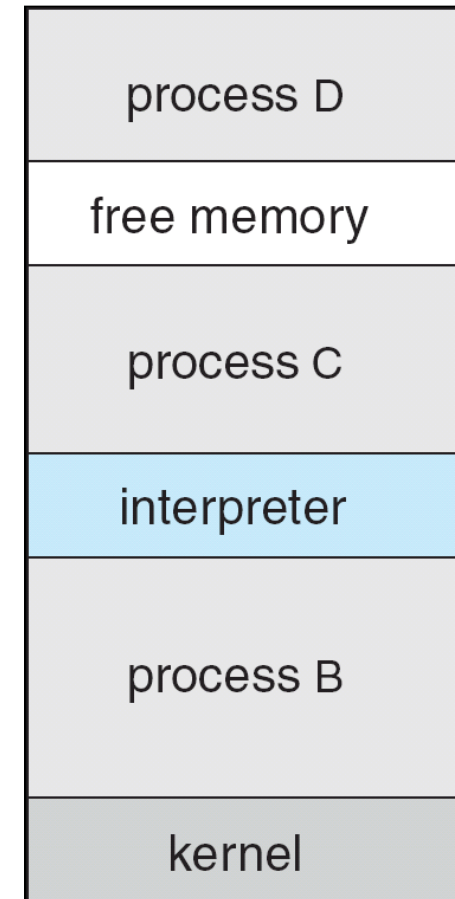 process D
free memory
process C
interpreter
process B
kernel